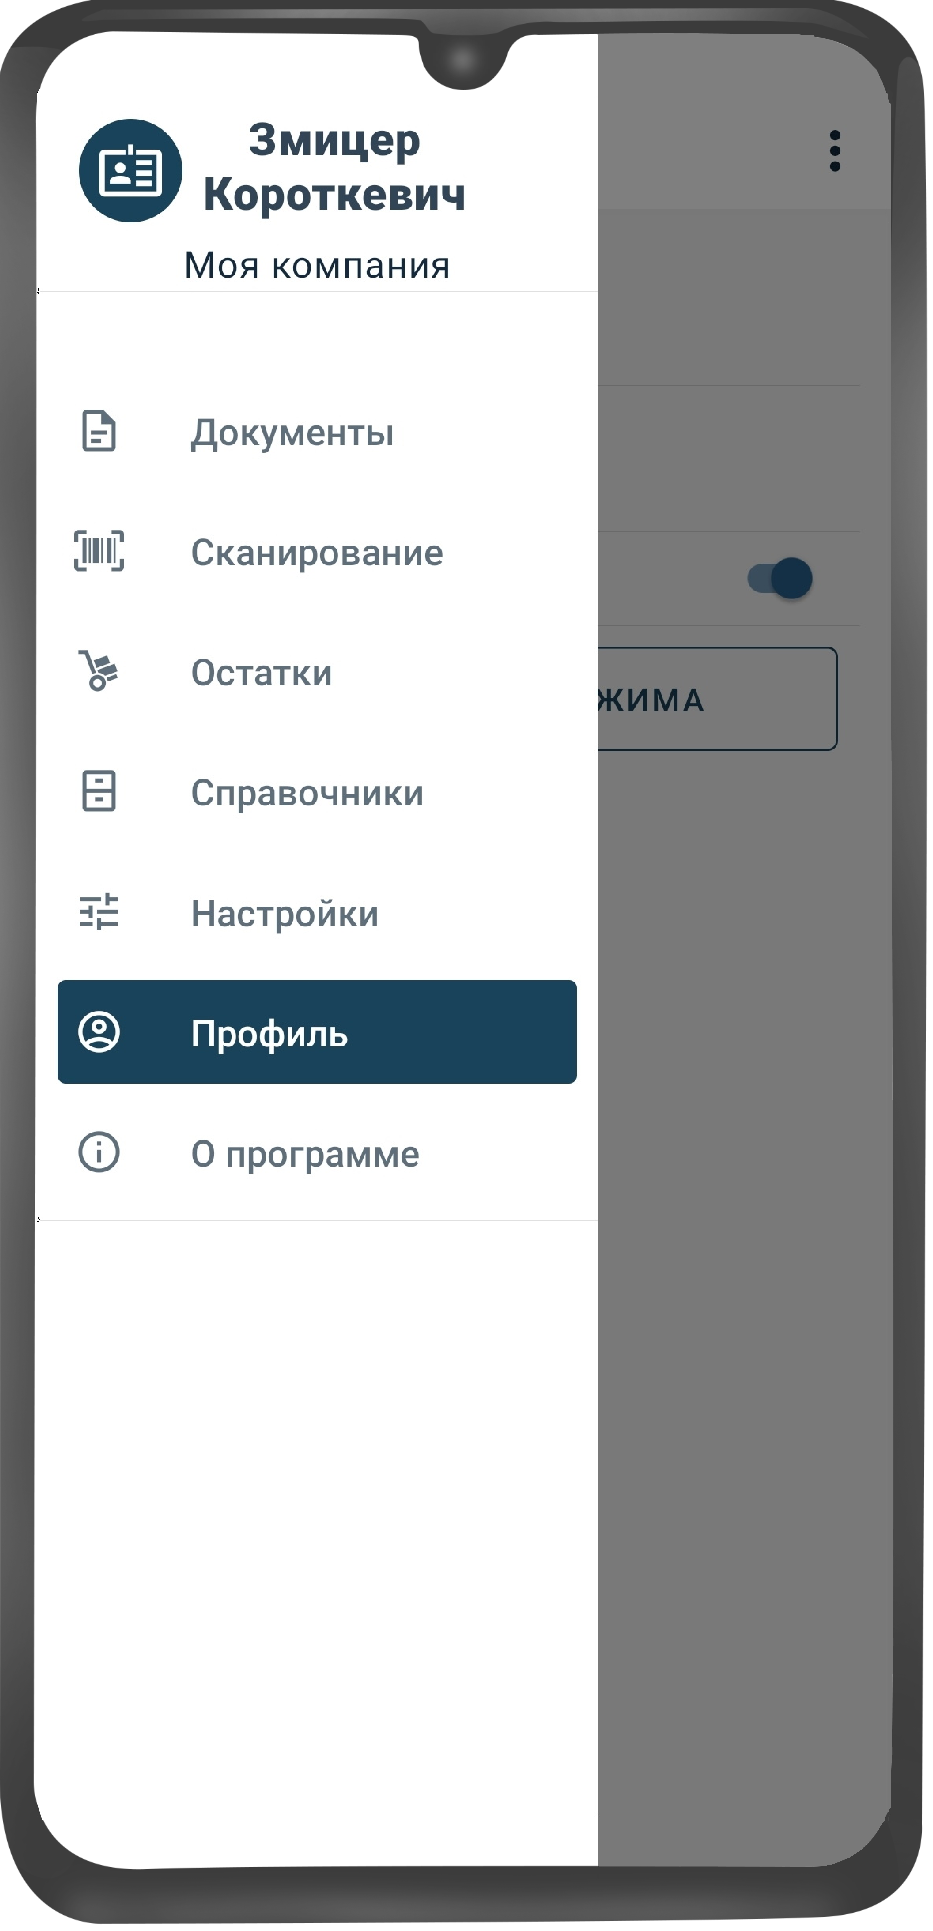 Змицер
Короткевич
Моя компания
Документы
Сканирование
Остатки
ЖИМА
Справочники
Настройки
Профиль
О программе